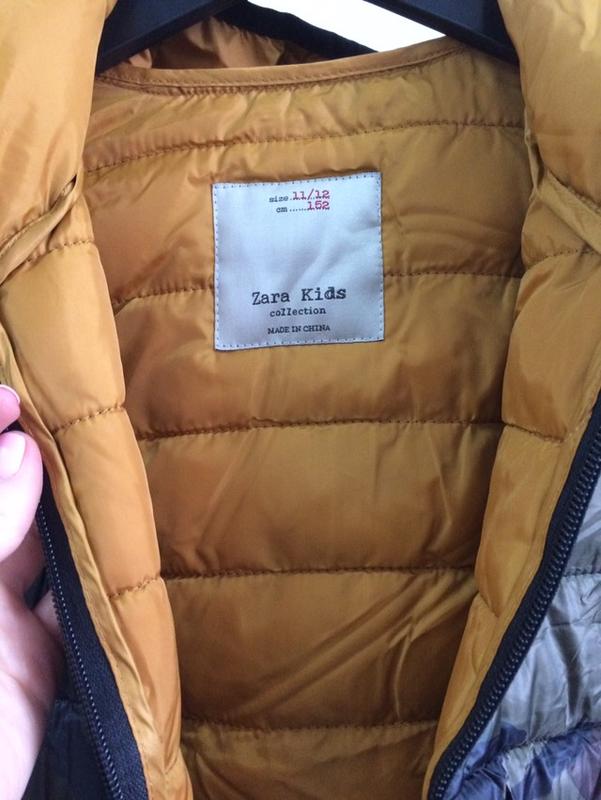 size..11/12
cm......152
Zara Kids
collection
MADE IN CHINA